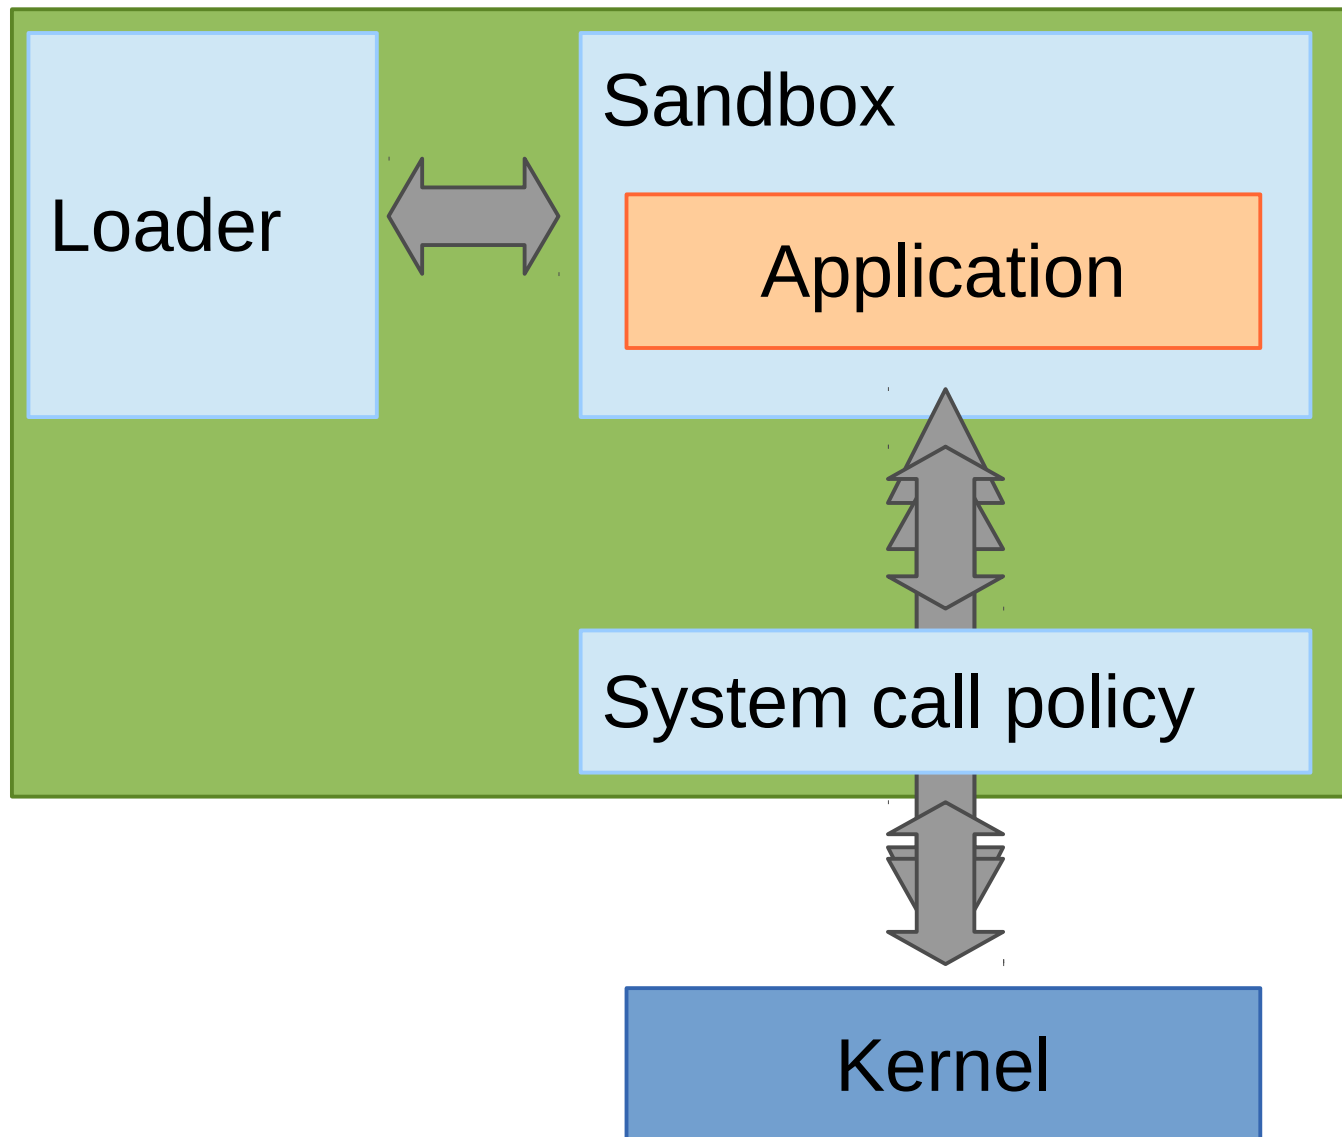 Sandbox
Loader
Application
System call policy
Kernel